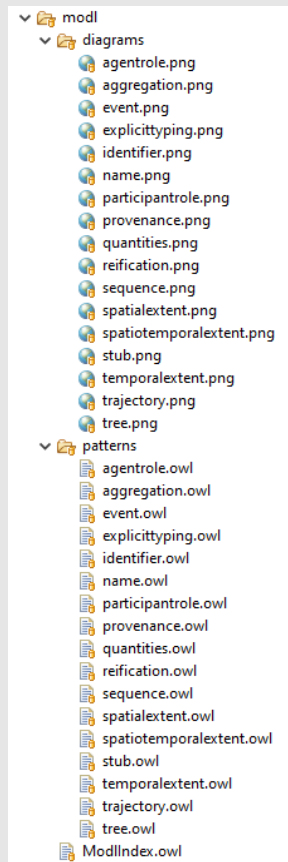 modl
diagrams
agentrole.png
aggregation.png
event.png
explicittyping.png
identifier.png
name.png
participantrole.png
provenance.png
quantities.png
reification.png
sequence.png
spatialextent.png
spatiotemporalextent.png
stub.png
temporalextent.png
trajectory.png
tree.png
patterns
agentrole.owl
aggregation.owl
event.owl
explicittyping.owl
identifier.owl
name.owl
participantrole.owl
provenance.owl
quantities.owl
reification.owl
sequence.owl
spatialextent.owl
spatiotemporalextent.owl
stub.owl
temporalextent.owl
trajectory.owl
tree.owl
ModlIndex.owl